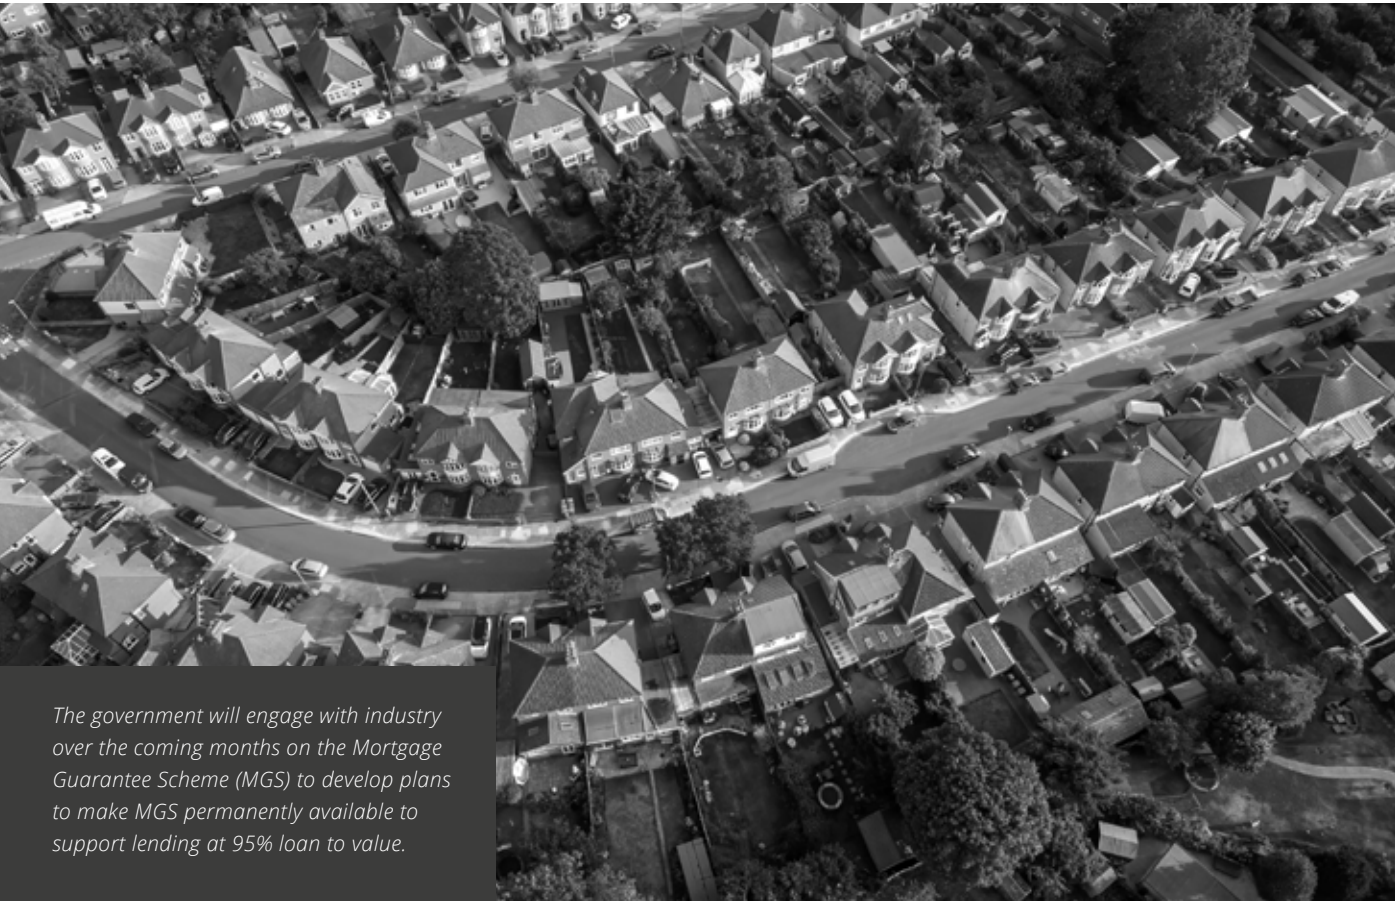 The government will engage with industry
over the coming months on the Mortgage
Guarantee Scheme (MGS) to develop plans
to make MGS permanently available to
support lending at 95% loan to value.